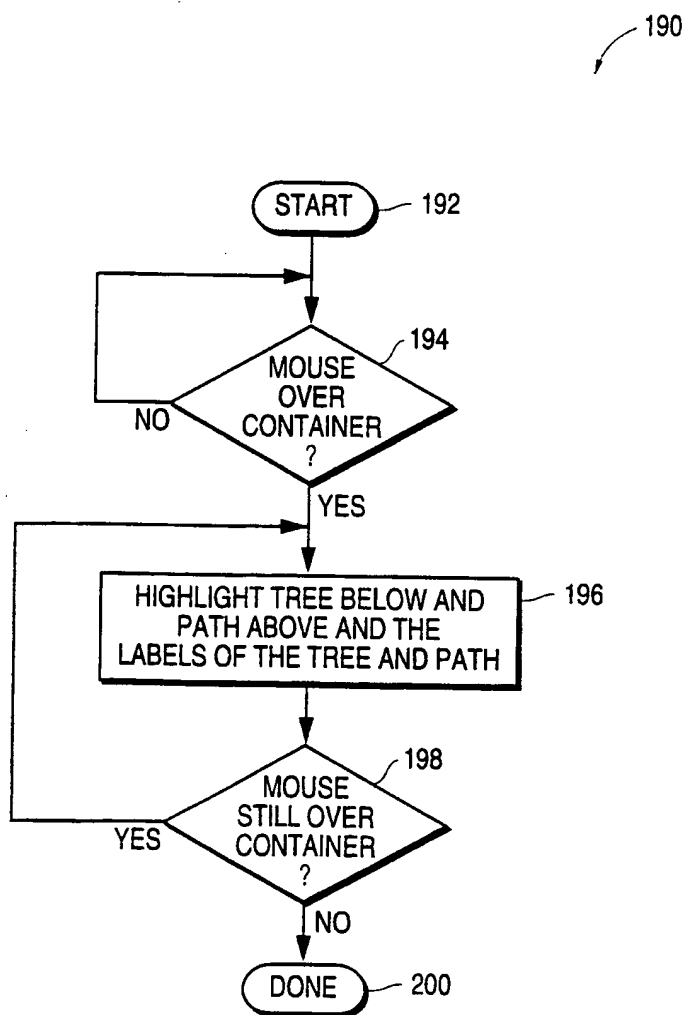 190
START
192
194
MOUSE
OVER
CONTAINER
?
NO
YES
HIGHLIGHT TREE BELOW AND
PATH ABOVE AND THE
LABELS OF THE TREE AND PATH
196
198
MOUSE
STILL OVER
CONTAINER
?
YES
NO
DONE
200